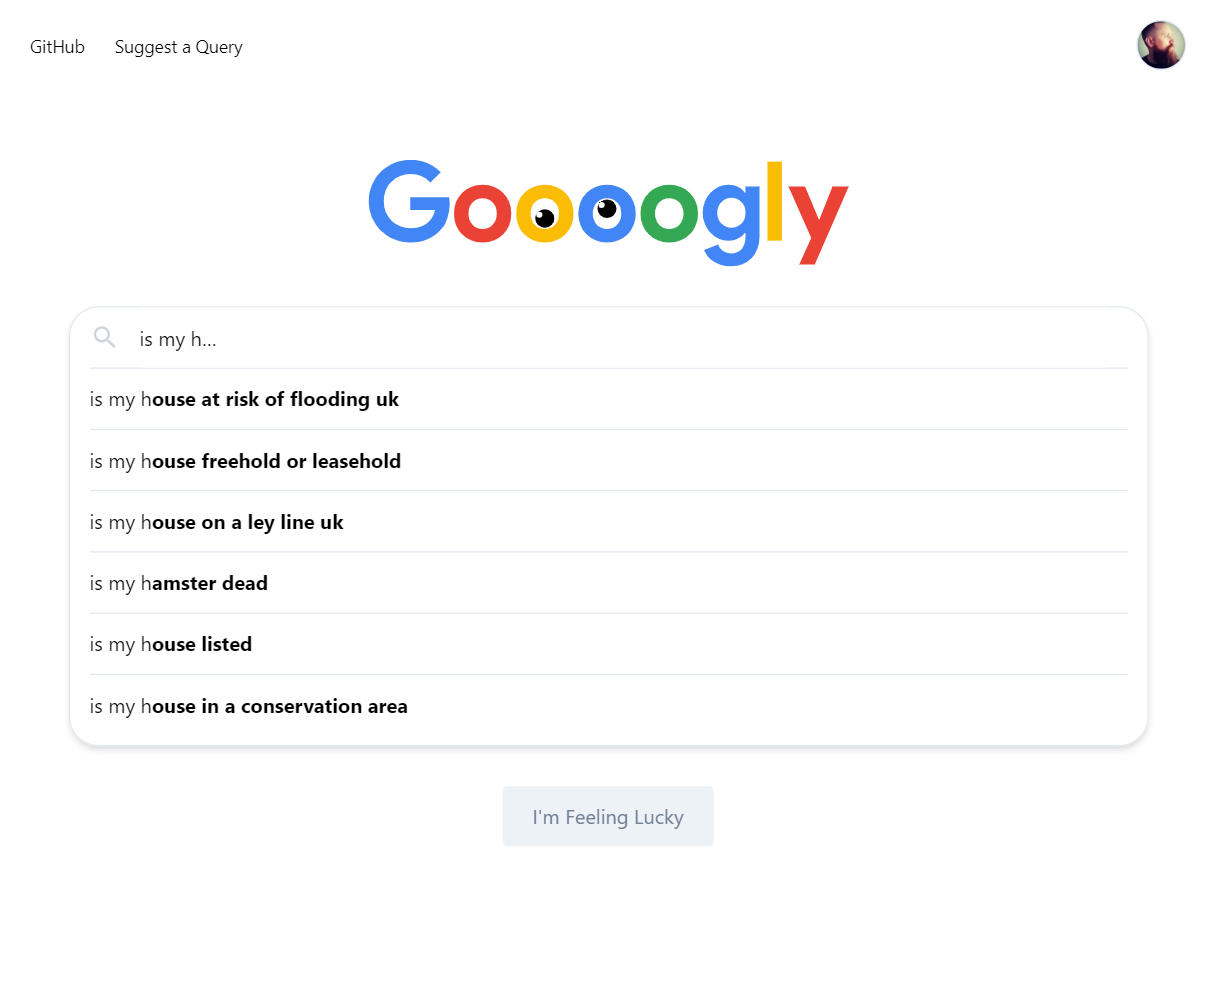 GitHub Suggest a Query
Goooogly
is my h...
is my house at risk of flooding uk
is my house freehold or leasehold
is my house on a ley line uk
is my hamster dead
is my house listed
is my house in a conservation area
I'm Feeling Lucky